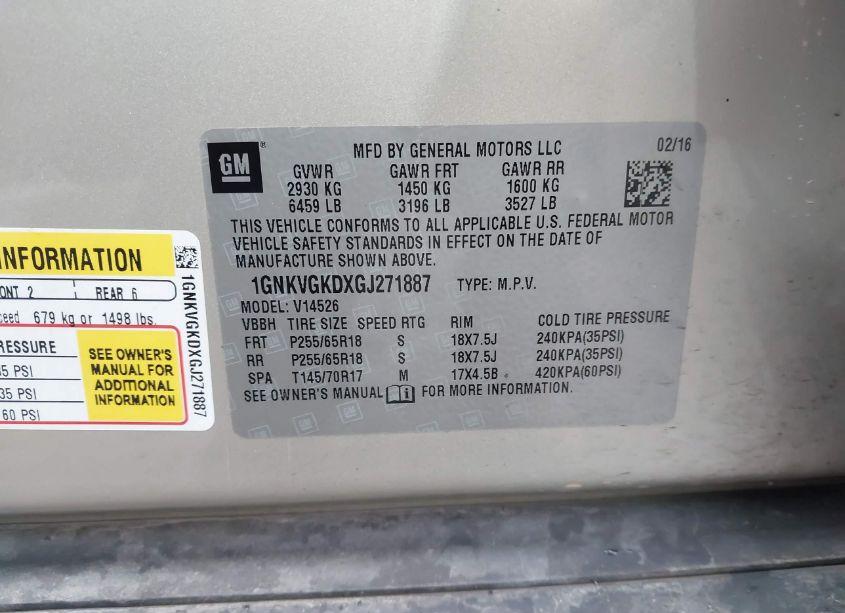 INFORMATION
ONT 2 REAR 6
ceed 679 kg or 1498 lbs.
RESSURE
35 PSI
35 PSI
60 PSI
SEE OWNER'S
MANUAL FOR
ADDITIONAL
INFORMATION
1GNKVGKDXGJ271887
GM
MFD BY GENERAL MOTORS LLC 02/16
GVWR GAWR FRT GAWR RR
2930 KG 1450 KG 1600 KG
6459 LB 3196 LB 3527 LB
THIS VEHICLE CONFORMS TO ALL APPLICABLE U.S. FEDERAL MOTOR
VEHICLE SAFETY STANDARDS IN EFFECT ON THE DATE OF
MANUFACTURE SHOWN ABOVE.
1GNKVGKDXGJ271887 TYPE: M.P.V.
MODEL: V14526
VBBH TIRE SIZE SPEED RTG RIM COLD TIRE PRESSURE
FRT P255/65R18 S 18X7.5J 240KPA(35PSI)
RR P255/65R18 S 18X7.5J 240KPA(35PSI)
SPA T145/70R17 M 17X4.5B 420KPA(60PSI)
SEE OWNER'S MANUAL FOR MORE INFORMATION.